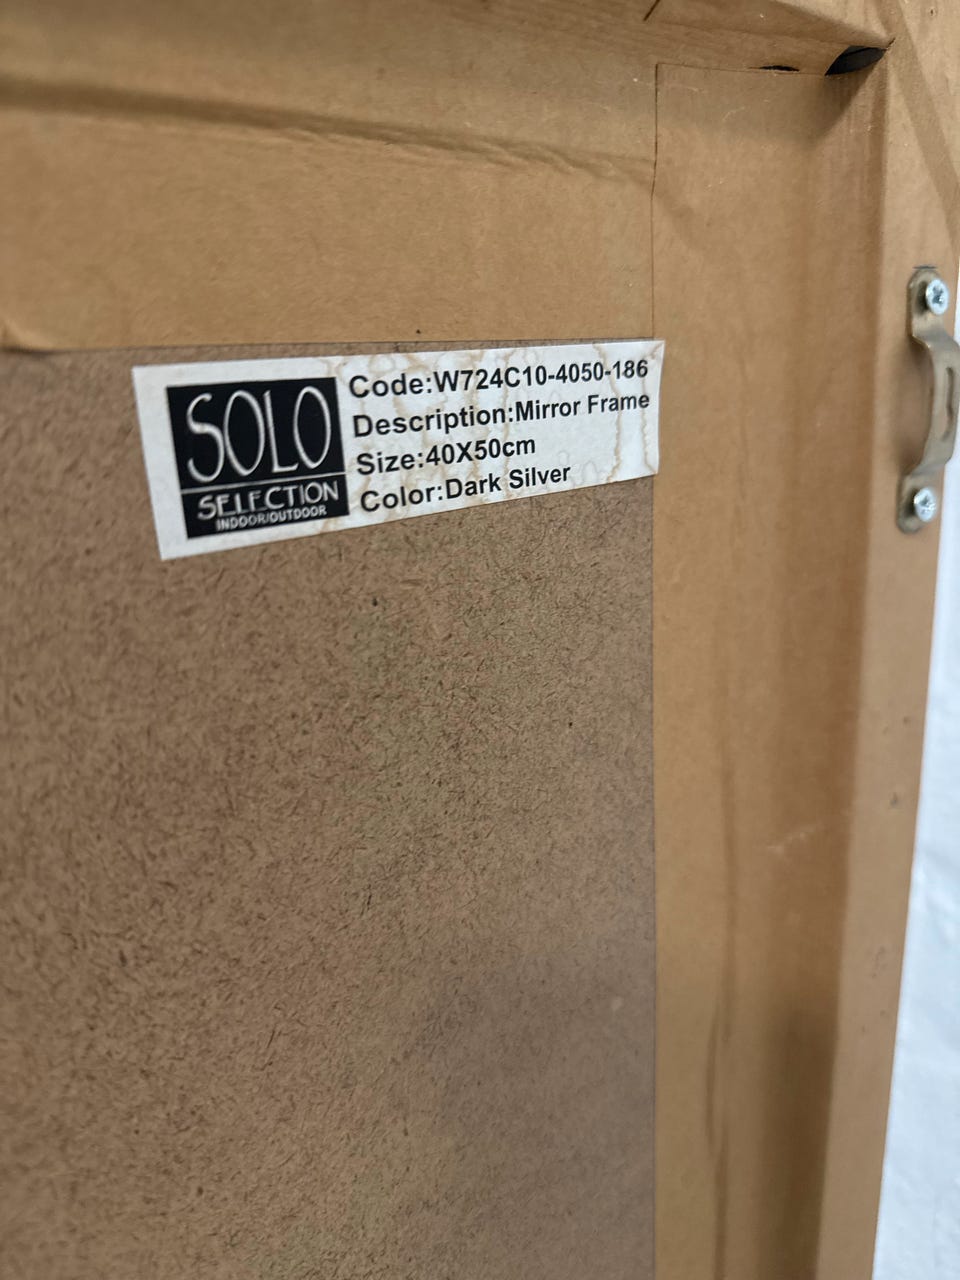 SOLO
SELECTION
INDOOR/OUTDOOR
Code:W724C10-4050-186
Description:Mirror Frame
Size:40X50cm
Color:Dark Silver